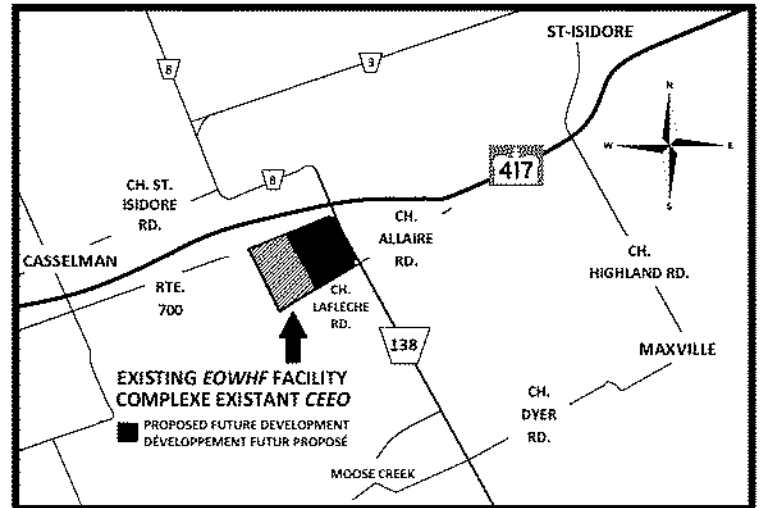 ST-ISIDORE
8
3
N
W
E
S
417
8
CH. ST.
ISIDORE
RD.
CH.
ALLAIRE
RD.
CASSELMAN
RTE.
700
CH.
LAFLÈCHE
RD.
CH.
HIGHLAND RD.
138
MAXVILLE
EXISTING EOWHF FACILITY
COMPLEXE EXISTANT CEEO
PROPOSED FUTURE DEVELOPMENT
DÉVELOPPEMENT FUTUR PROPOSÉ
CH.
DYER
RD.
MOOSE CREEK